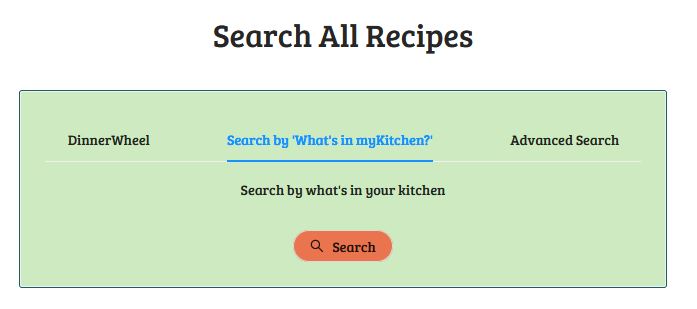 Search All Recipes
DinnerWheel
Search by 'What's in myKitchen?'
Advanced Search
Search by what's in your kitchen
Search